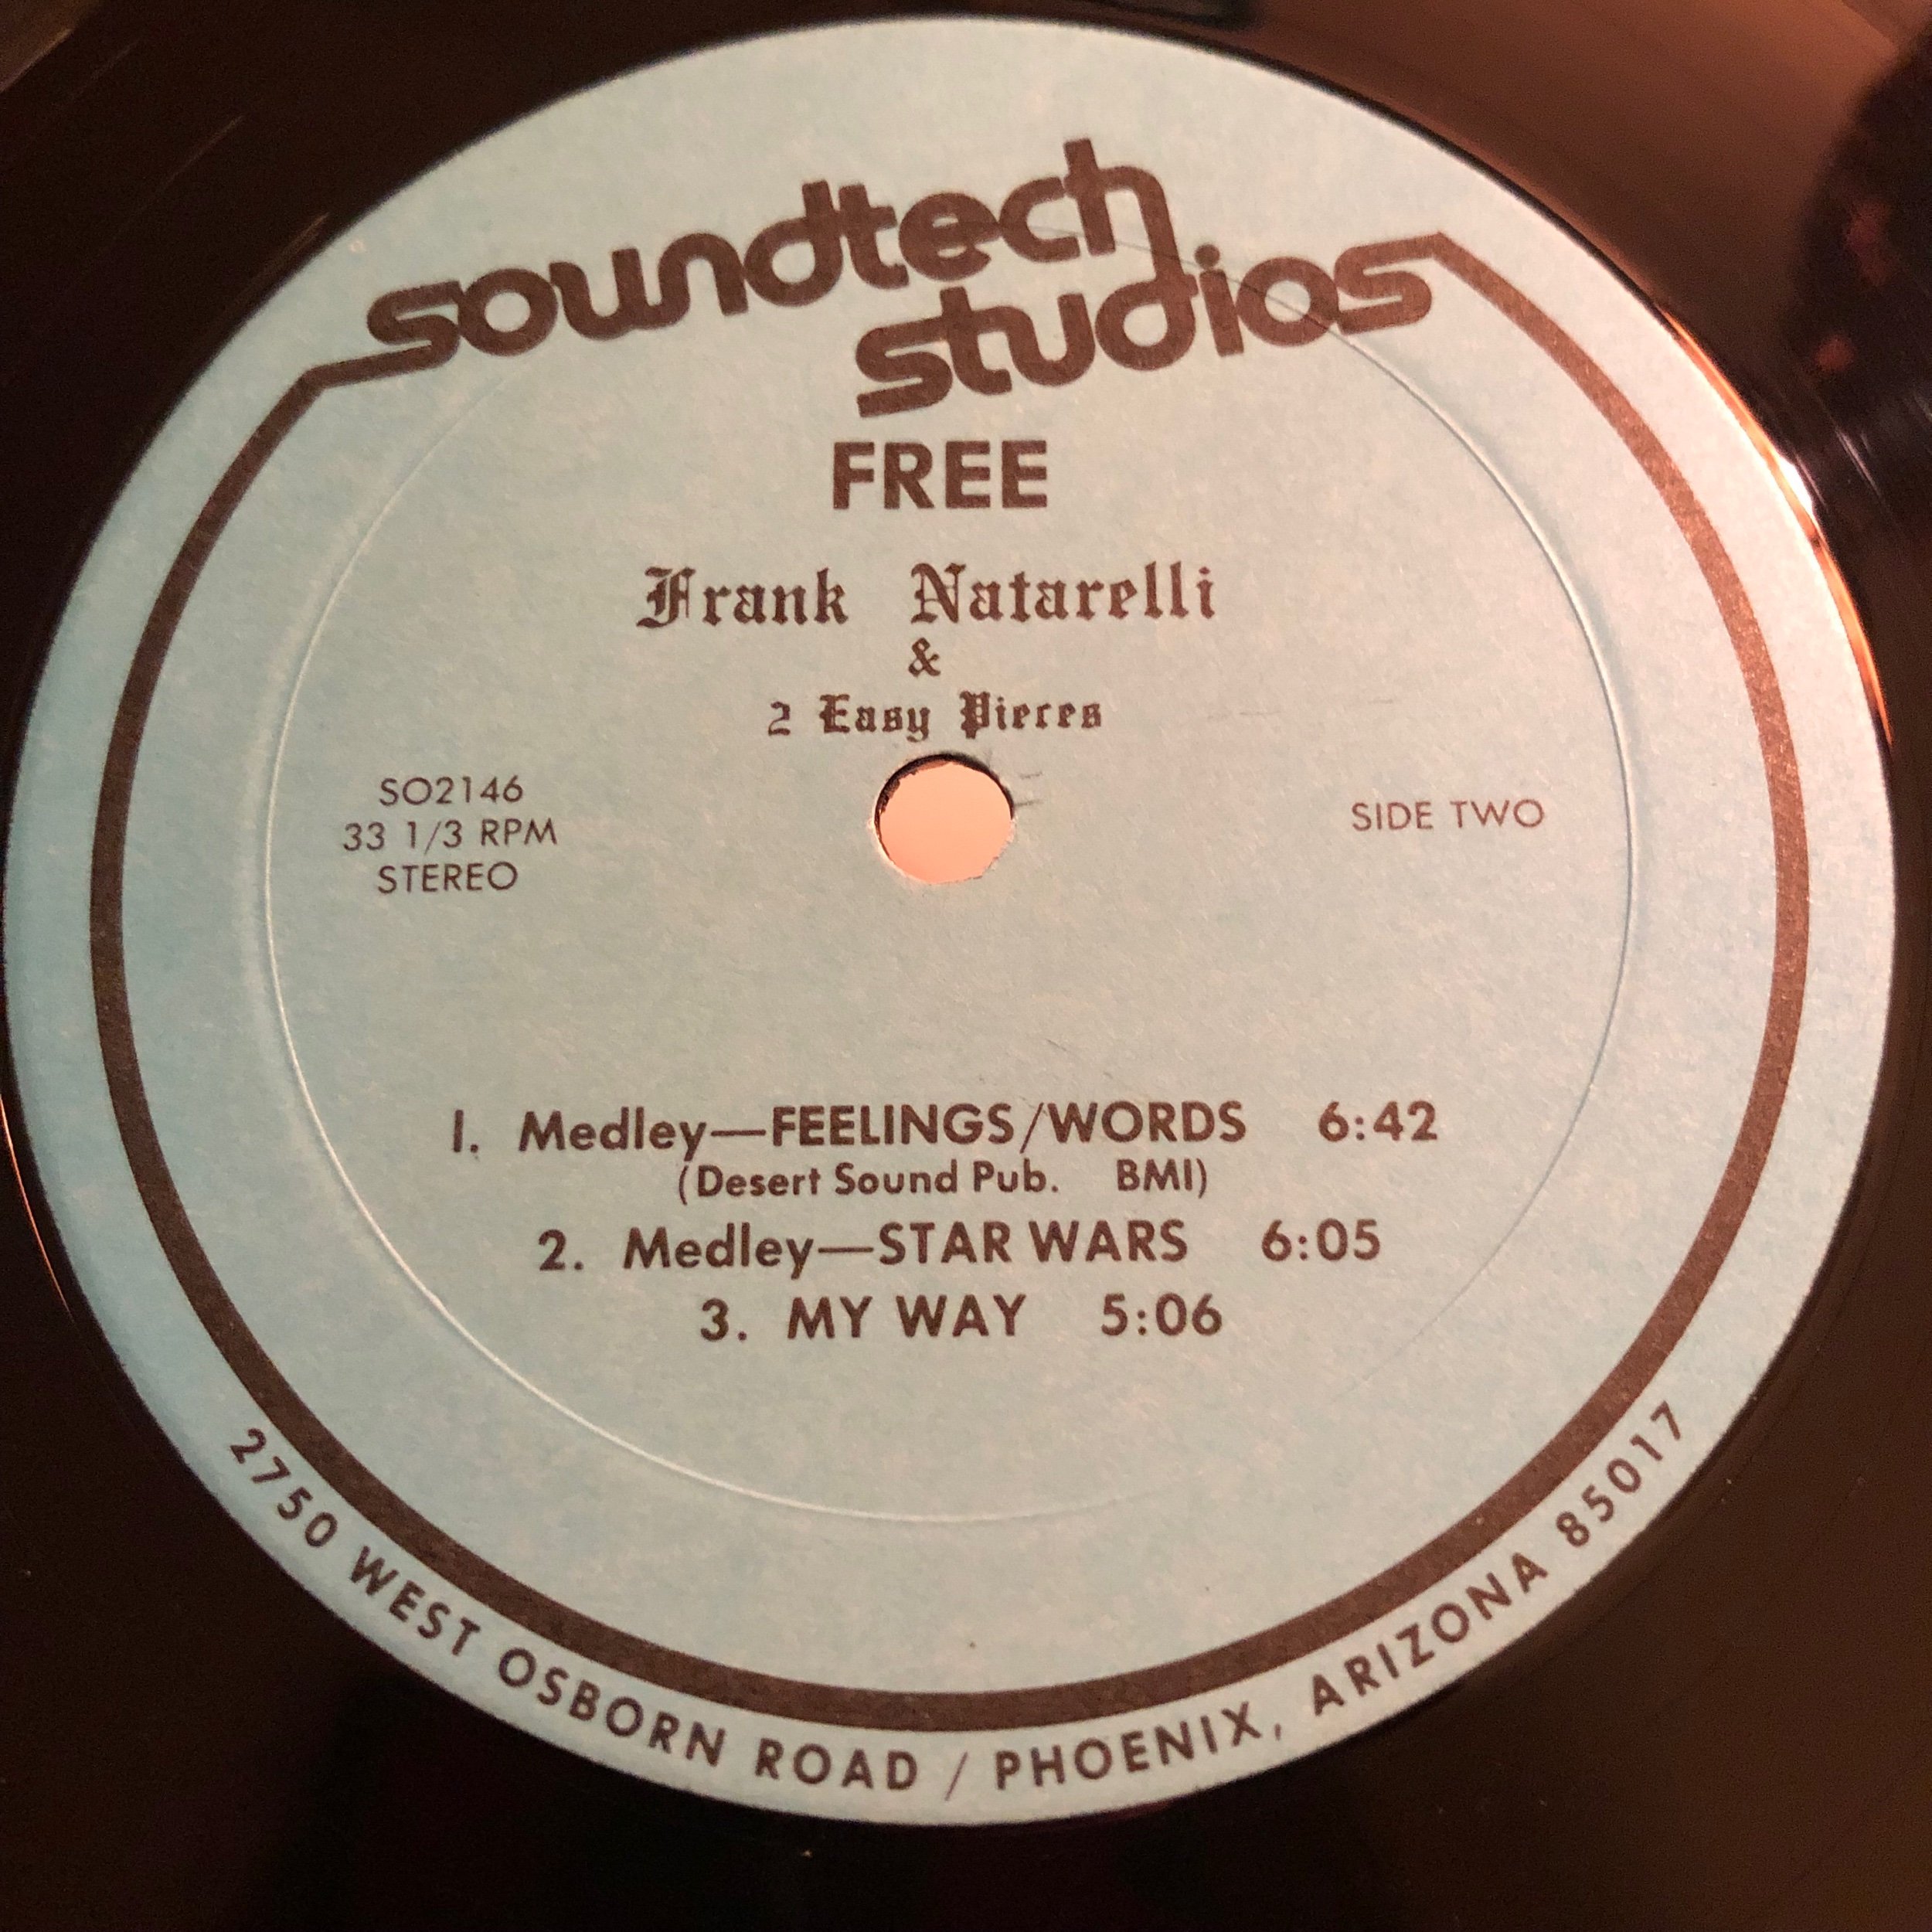 soundtech
studios
FREE
Frank Natarelli
&
2 Easy Pieces
SO2146
33 1/3 RPM
STEREO
SIDE TWO
1. Medley—FEELINGS/WORDS 6:42
(Desert Sound Pub. BMI)
2. Medley—STAR WARS 6:05
3. MY WAY 5:06
2750 WEST OSBORN ROAD / PHOENIX, ARIZONA 85017